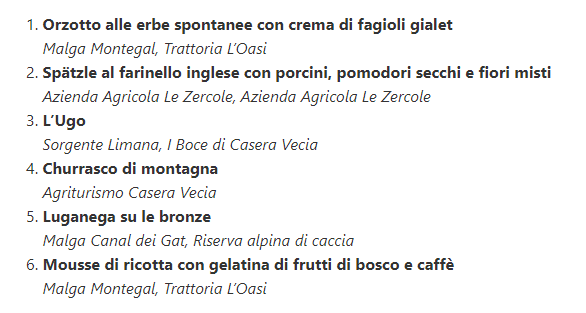 1. Orzotto alle erbe spontanee con crema di fagioli gialet
Malga Montegal, Trattoria L’Oasi
2. Spätzle al farinello inglese con porcini, pomodori secchi e fiori misti
Azienda Agricola Le Zercole, Azienda Agricola Le Zercole
3. L’Ugo
Sorgente Limana, I Boce di Casera Vecia
4. Churrasco di montagna
Agriturismo Casera Vecia
5. Luganega su le bronze
Malga Canal dei Gat, Riserva alpina di caccia
6. Mousse di ricotta con gelatina di frutti di bosco e caffè
Malga Montegal, Trattoria L’Oasi